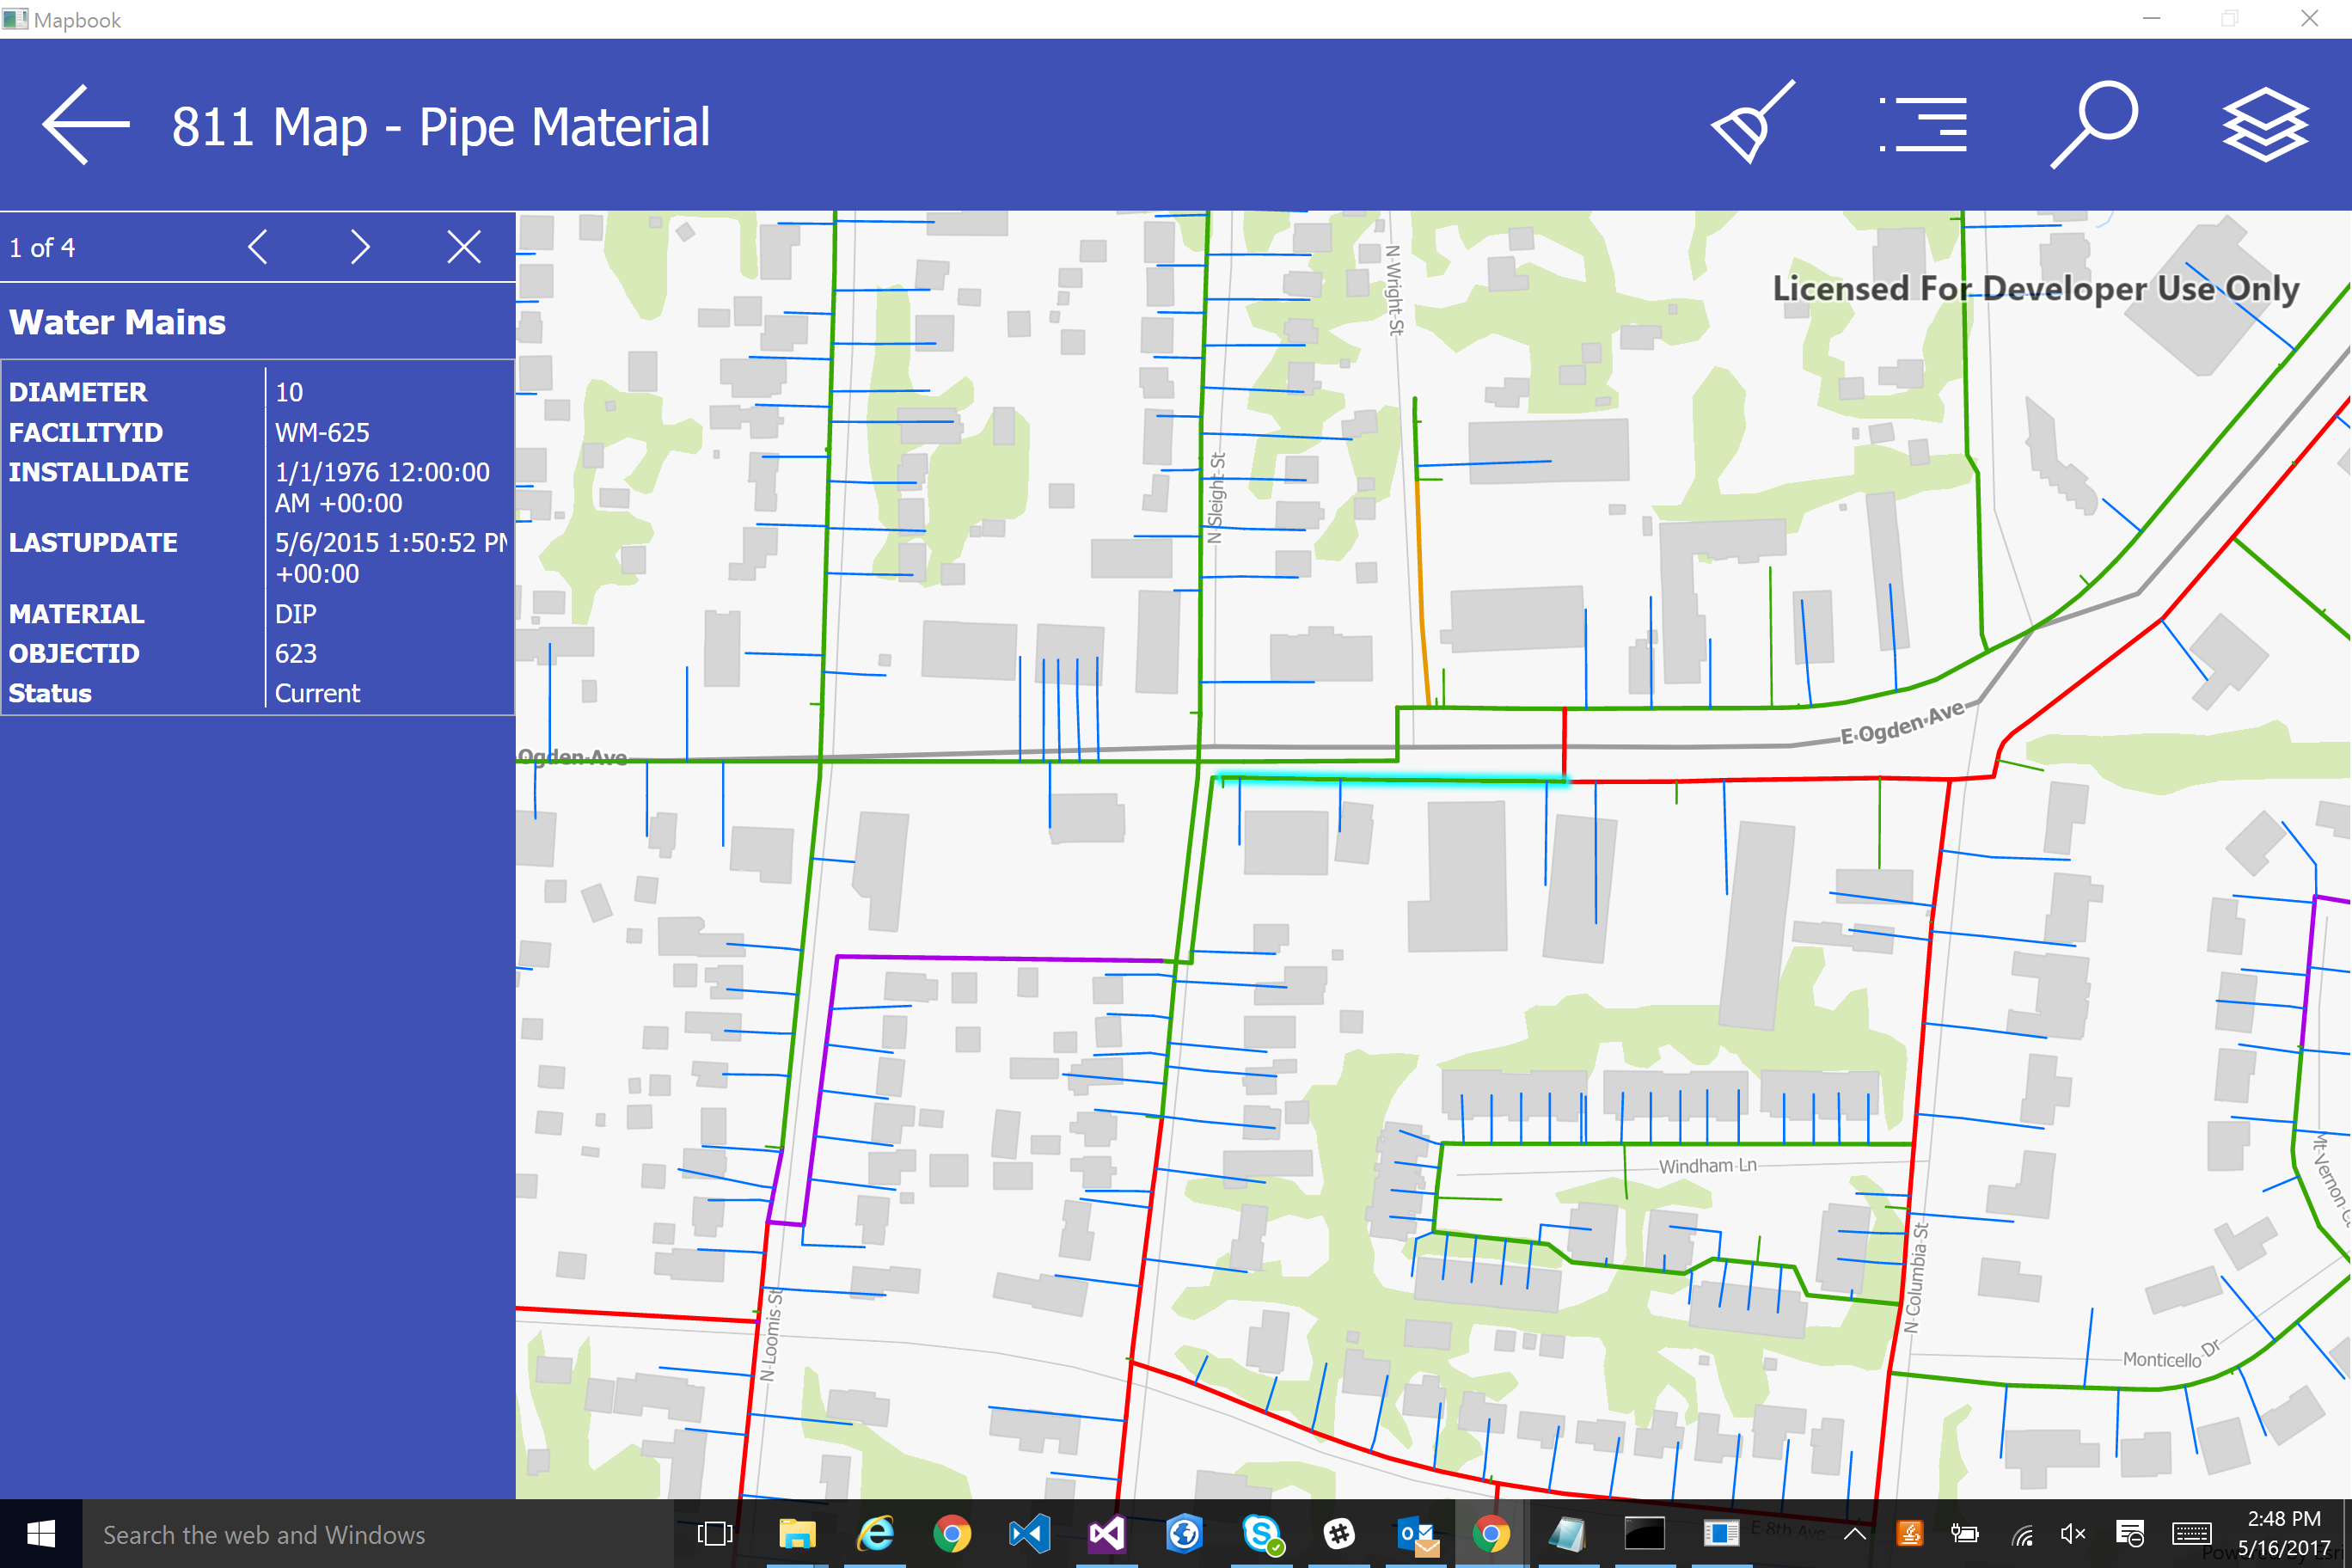 Mapbook
811 Map - Pipe Material
1 of 4
Water Mains
DIAMETER 10
FACILITYID WM-625
INSTALLDATE 1/1/1976 12:00:00
AM +00:00
LASTUPDATE 5/6/2015 1:50:52 PM
+00:00
MATERIAL DIP
OBJECTID 623
Status Current
Licensed For Developer Use Only
N Wright St
N Sleight St
Ogden Ave
E Ogden Ave
Windham Ln
N Columbia St
Mt Vernon Ct
N Loomis St
Monticello Dr
E 8th Ave
Search the web and Windows
2:48 PM
5/16/2017